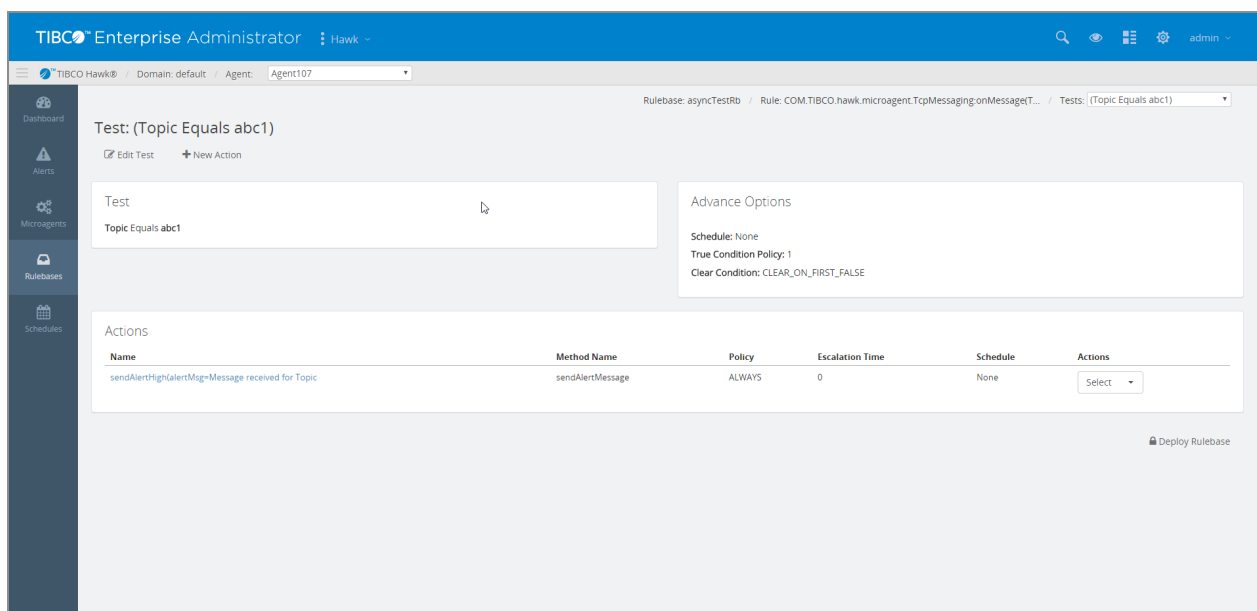 TIBCO™ Enterprise Administrator
Hawk
admin
TIBCO Hawk® / Domain: default / Agent: Agent107
Rulebase: asyncTestRb / Rule: COM.TIBCO.hawk.microagent.TcpMessaging:onMessage(T... / Tests: (Topic Equals abc1)
Dashboard
Alerts
Microagents
Rulebases
Schedules
Test: (Topic Equals abc1)
Edit Test
New Action
Test
Topic Equals abc1
Advance Options
Schedule: None
True Condition Policy: 1
Clear Condition: CLEAR_ON_FIRST_FALSE
Actions
Name Method Name Policy Escalation Time Schedule Actions
sendAlertHigh(alertMsg=Message received for Topic sendAlertMessage ALWAYS 0 None Select
Deploy Rulebase